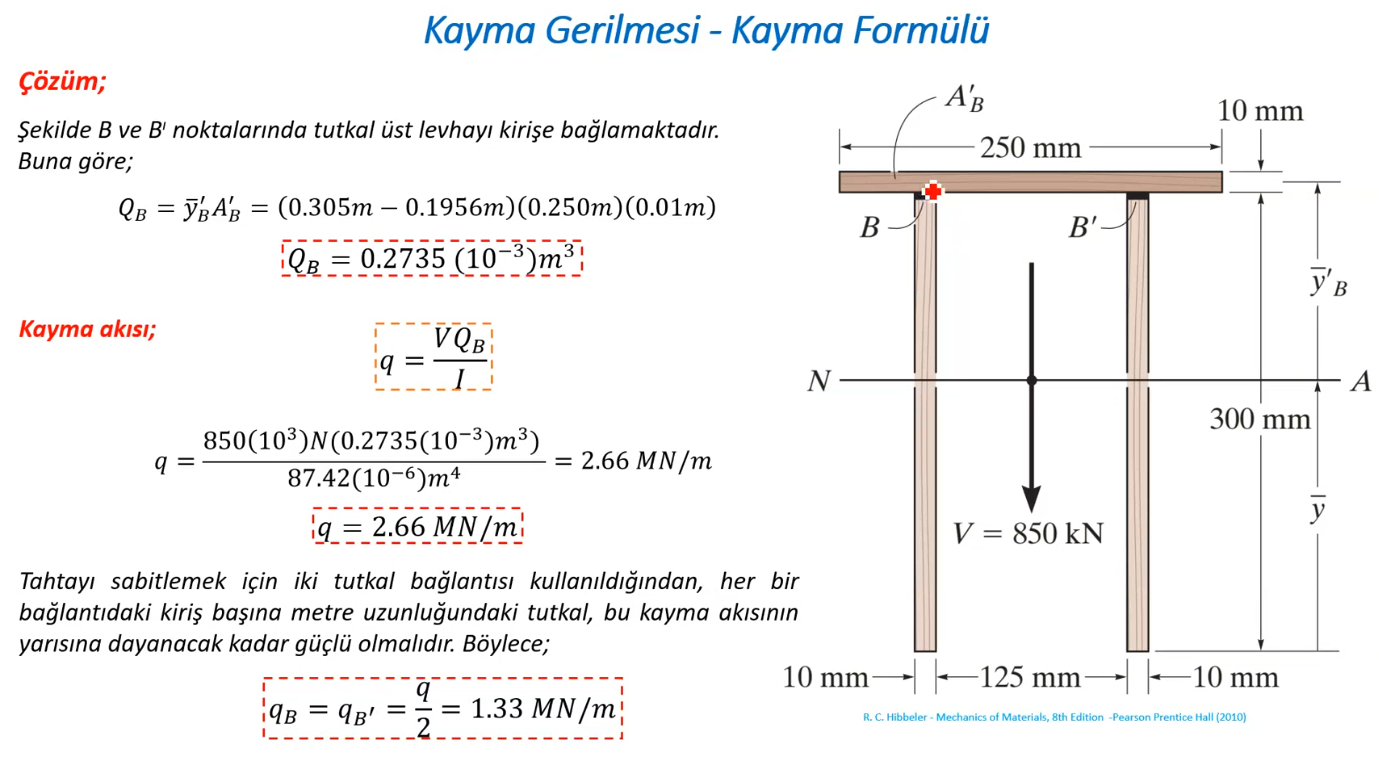 Kayma Gerilmesi - Kayma Formülü
Çözüm;
Şekilde B ve Bᴵ noktalarında tutkal üst levhayı kirişe bağlamaktadır.
Buna göre;
Q_B = ȳ′_B A′_B = (0.305m − 0.1956m)(0.250m)(0.01m)
Q_B = 0.2735 (10⁻³)m³
Kayma akısı;
q = VQ_B / I
q = 850(10³)N(0.2735(10⁻³)m³) / 87.42(10⁻⁶)m⁴ = 2.66 MN/m
q = 2.66 MN/m
Tahtayı sabitlemek için iki tutkal bağlantısı kullanıldığından, her bir
bağlantıdaki kiriş başına metre uzunluğundaki tutkal, bu kayma akısının
yarısına dayanacak kadar güçlü olmalıdır. Böylece;
q_B = q_B′ = q / 2 = 1.33 MN/m
A′_B
10 mm
250 mm
B
B′
ȳ′_B
N
A
300 mm
ȳ
V = 850 kN
10 mm
125 mm
10 mm
R. C. Hibbeler - Mechanics of Materials, 8th Edition -Pearson Prentice Hall (2010)